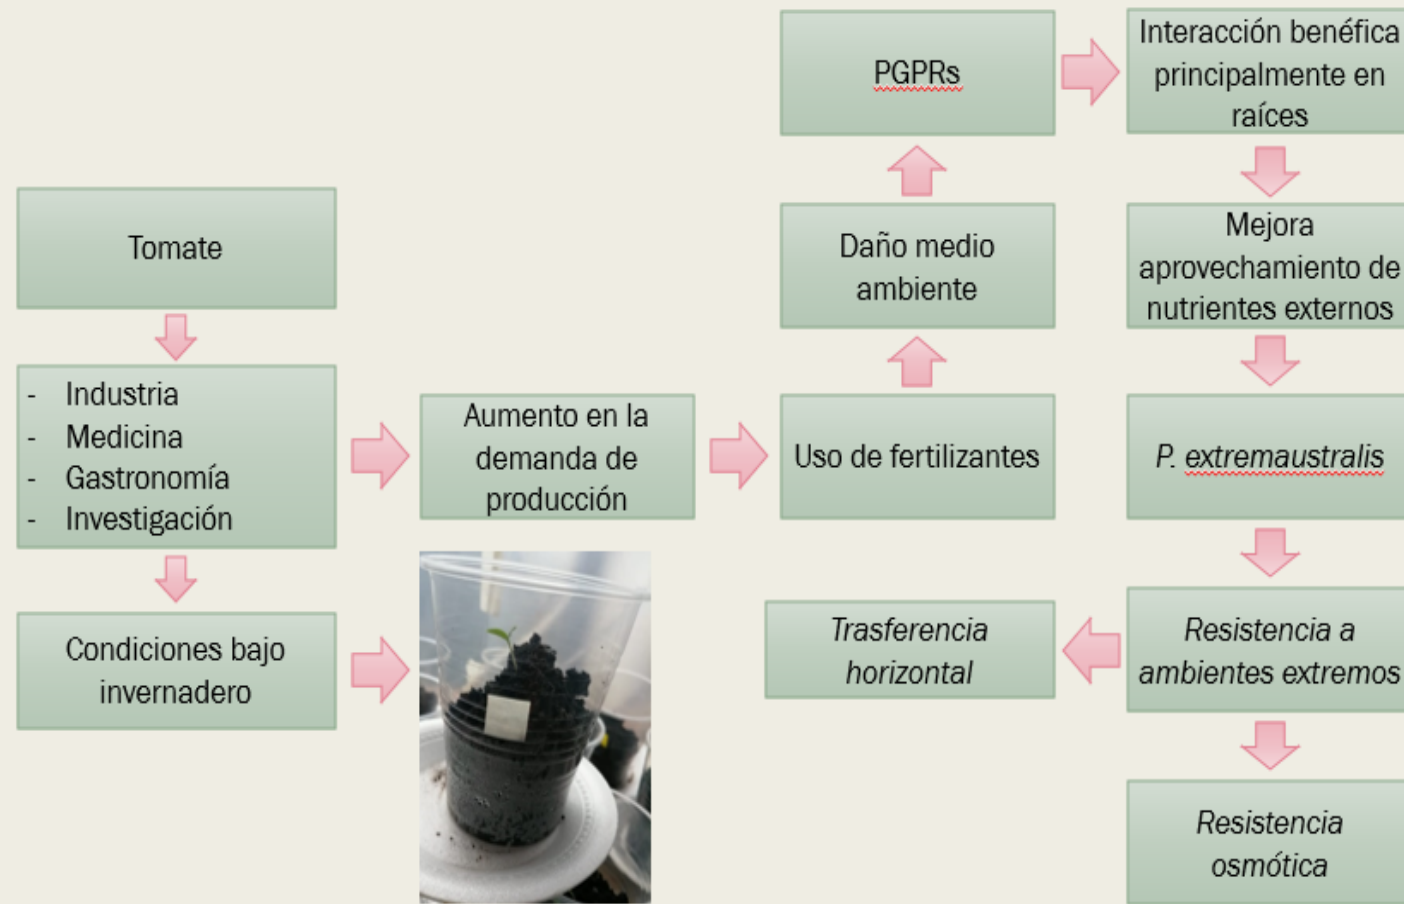 Tomate
- Industria
- Medicina
- Gastronomía
- Investigación
Condiciones bajo
invernadero
Aumento en la
demanda de
producción
Uso de fertilizantes
Daño medio
ambiente
PGPRs
Interacción benéfica
principalmente en
raíces
Mejora
aprovechamiento de
nutrientes externos
P. extremaustralis
Resistencia a
ambientes extremos
Trasferencia
horizontal
Resistencia
osmótica